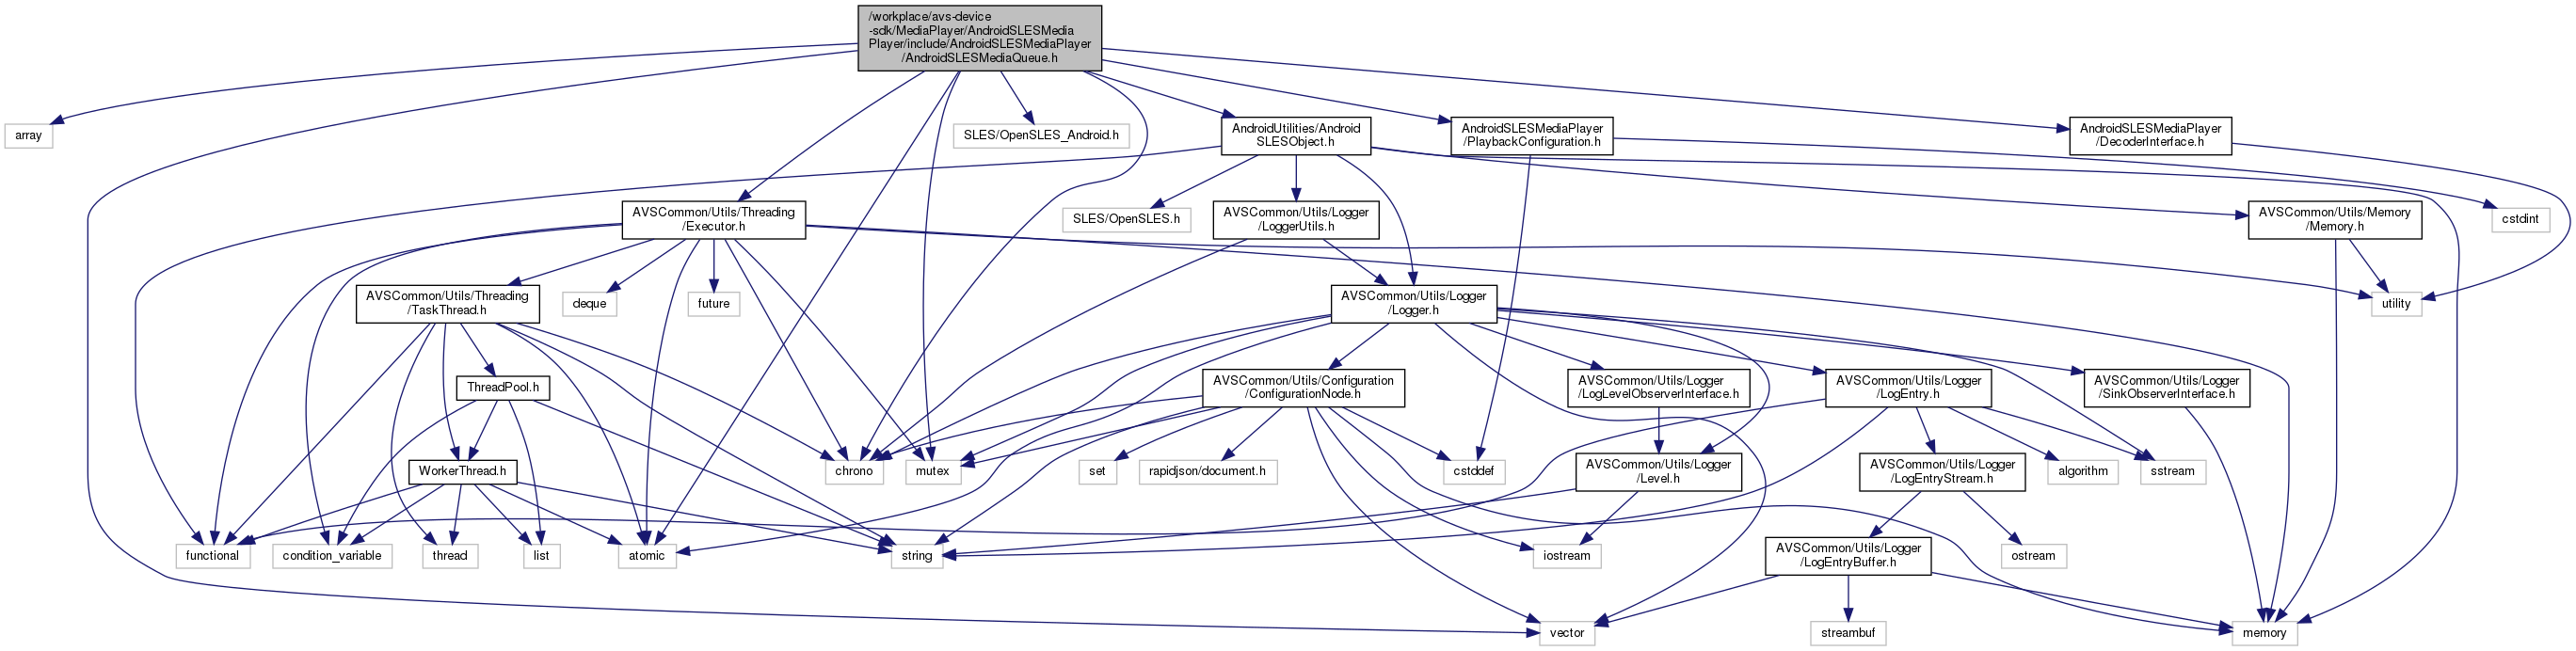 /workplace/avs-device
-sdk/MediaPlayer/AndroidSLESMedia
Player/include/AndroidSLESMediaPlayer
/AndroidSLESMediaQueue.h
array
SLES/OpenSLES_Android.h
AndroidUtilities/Android
SLESObject.h
AndroidSLESMediaPlayer
/PlaybackConfiguration.h
AndroidSLESMediaPlayer
/DecoderInterface.h
AVSCommon/Utils/Threading
/Executor.h
SLES/OpenSLES.h
AVSCommon/Utils/Logger
/LoggerUtils.h
AVSCommon/Utils/Memory
/Memory.h
cstdint
AVSCommon/Utils/Threading
/TaskThread.h
deque
future
AVSCommon/Utils/Logger
/Logger.h
utility
ThreadPool.h
AVSCommon/Utils/Configuration
/ConfigurationNode.h
AVSCommon/Utils/Logger
/LogLevelObserverInterface.h
AVSCommon/Utils/Logger
/LogEntry.h
AVSCommon/Utils/Logger
/SinkObserverInterface.h
WorkerThread.h
chrono
mutex
set
rapidjson/document.h
cstddef
AVSCommon/Utils/Logger
/Level.h
AVSCommon/Utils/Logger
/LogEntryStream.h
algorithm
sstream
functional
condition_variable
thread
list
atomic
string
iostream
AVSCommon/Utils/Logger
/LogEntryBuffer.h
ostream
vector
streambuf
memory